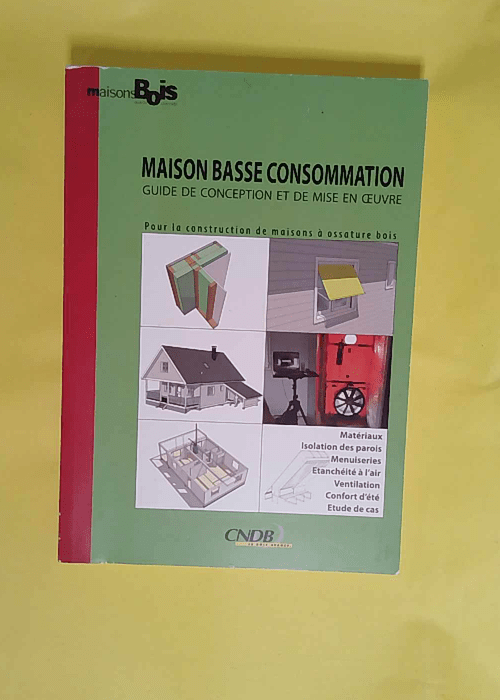 maisonsBois
MAISON BASSE CONSOMMATION
GUIDE DE CONCEPTION ET DE MISE EN ŒUVRE
Pour la construction de maisons à ossature bois
Matériaux
Isolation des parois
Menuiseries
Etanchéité à l'air
Ventilation
Confort d'été
Etude de cas
CNDB